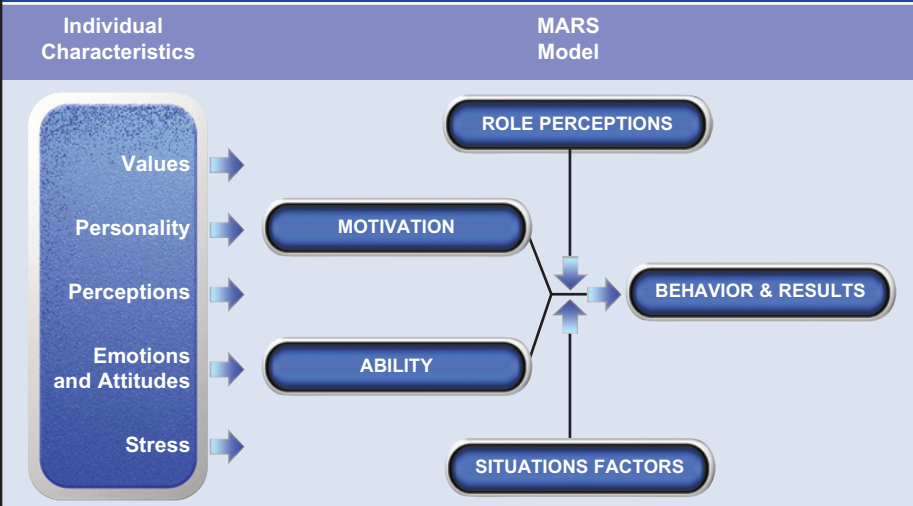 Individual
Characteristics
MARS
Model
Values
Personality
Perceptions
Emotions
and Attitudes
Stress
ROLE PERCEPTIONS
MOTIVATION
BEHAVIOR & RESULTS
ABILITY
SITUATIONS FACTORS